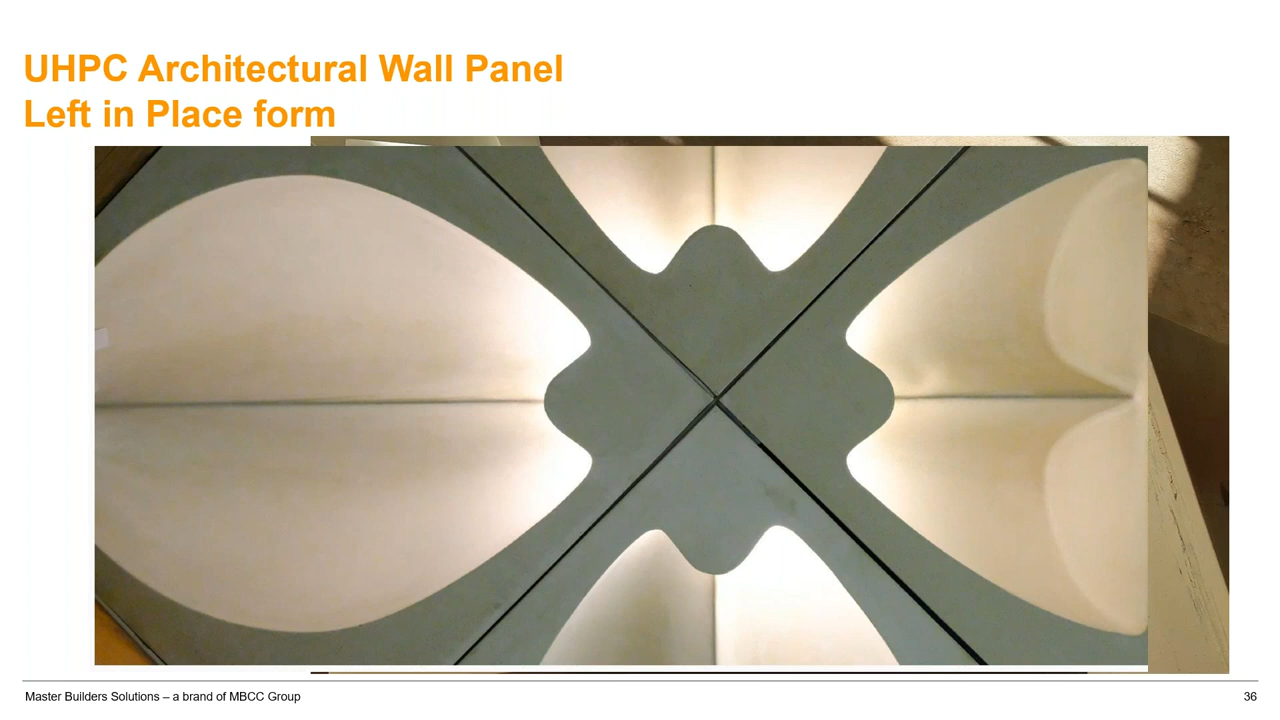 UHPC Architectural Wall Panel
Left in Place form
Master Builders Solutions – a brand of MBCC Group
36